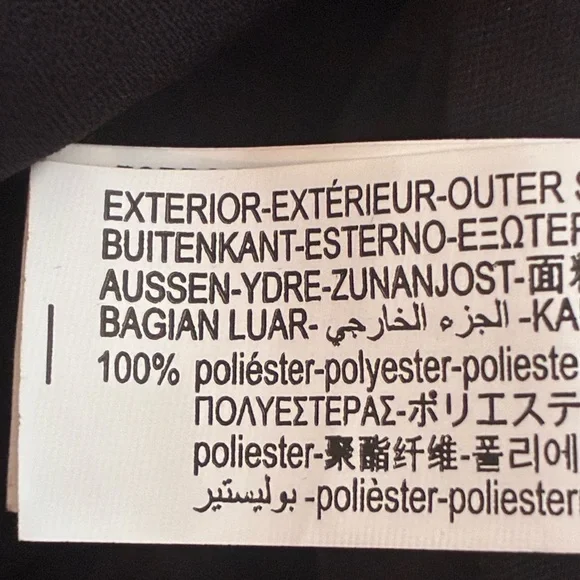 EXTERIOR-EXTÉRIEUR-OUTER
BUITENKANT-ESTERNO-ΕΞΩΤΕΡ
AUSSEN-YDRE-ZUNANJOST-面料
BAGIAN LUAR- الجزء الخارجي -KA
100% poliéster-polyester-polieste
ΠΟΛΥΕΣΤΕΡΑΣ-ポリエステ
poliester-聚酯纤维-폴리에
بوليستير -polièster-poliester